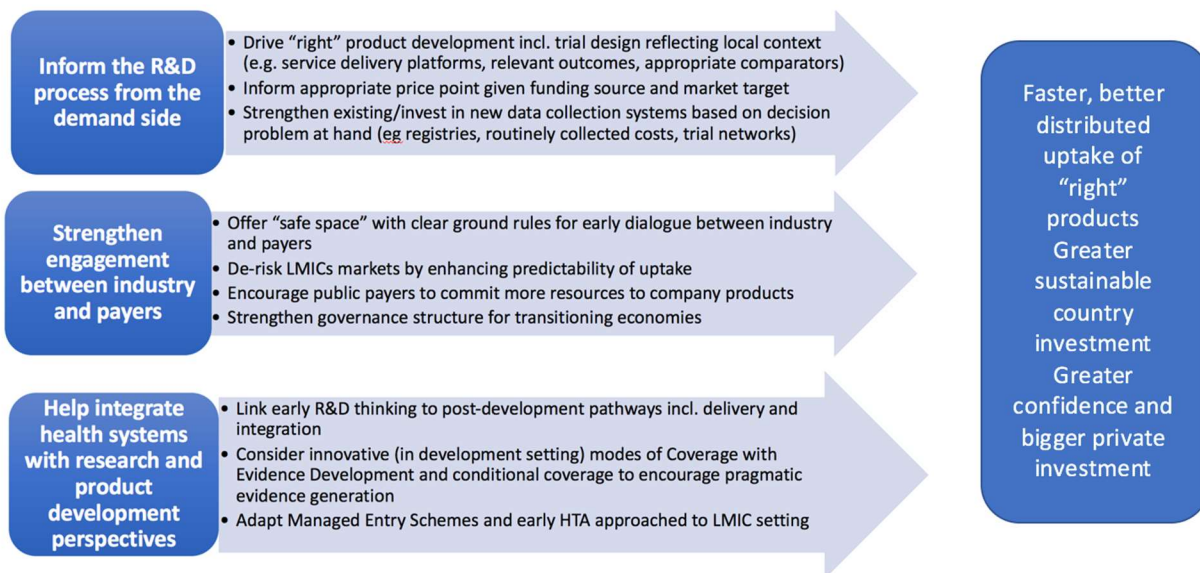 Inform the R&D
process from the
demand side
• Drive “right” product development incl. trial design reflecting local context
(e.g. service delivery platforms, relevant outcomes, appropriate comparators)
• Inform appropriate price point given funding source and market target
• Strengthen existing/invest in new data collection systems based on decision
problem at hand (eg registries, routinely collected costs, trial networks)
Strengthen
engagement
between industry
and payers
• Offer “safe space” with clear ground rules for early dialogue between industry
and payers
• De-risk LMICs markets by enhancing predictability of uptake
• Encourage public payers to commit more resources to company products
• Strengthen governance structure for transitioning economies
Help integrate
health systems
with research and
product
development
perspectives
• Link early R&D thinking to post-development pathways incl. delivery and
integration
• Consider innovative (in development setting) modes of Coverage with
Evidence Development and conditional coverage to encourage pragmatic
evidence generation
• Adapt Managed Entry Schemes and early HTA approached to LMIC setting
Faster, better
distributed
uptake of
“right”
products
Greater
sustainable
country
investment
Greater
confidence and
bigger private
investment